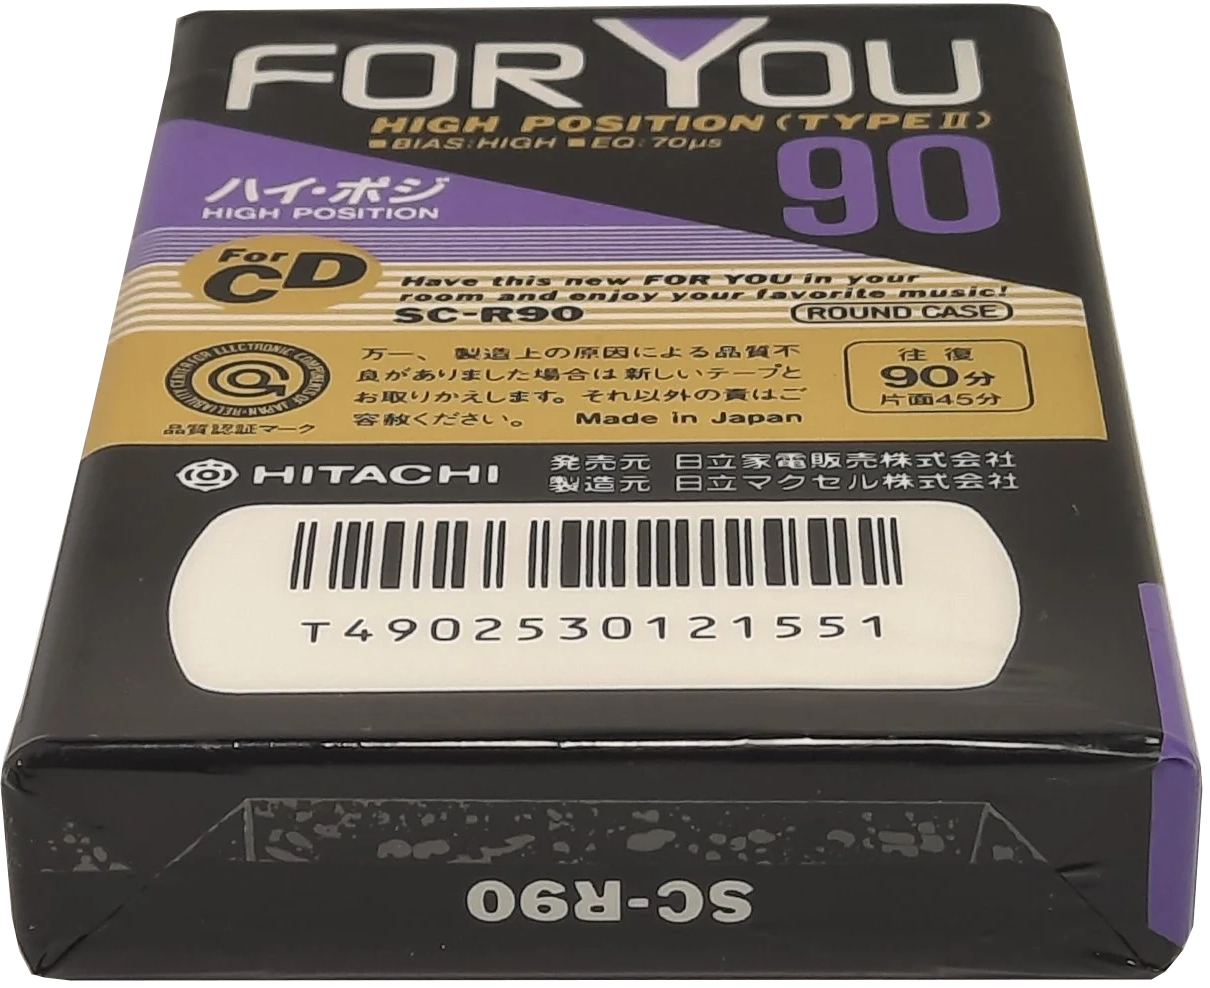 FOR YOU
HIGH POSITION (TYPE II)
■BIAS:HIGH ■EQ:70μs
90
ハイ・ポジ
HIGH POSITION
For
CD
Have this new FOR YOU in your
room and enjoy your favorite music!
SC-R90
ROUND CASE
RELIABILITY CENTER FOR ELECTRONIC COMPONENTS OF JAPAN
品質認証マーク
万一、製造上の原因による品質不
良がありました場合は新しいテープと
お取りかえします。それ以外の責はご
容赦ください。 Made in Japan
往復
90分
片面45分
HITACHI
発売元 日立家電販売株式会社
製造元 日立マクセル株式会社
T4902530121551
SC-R90